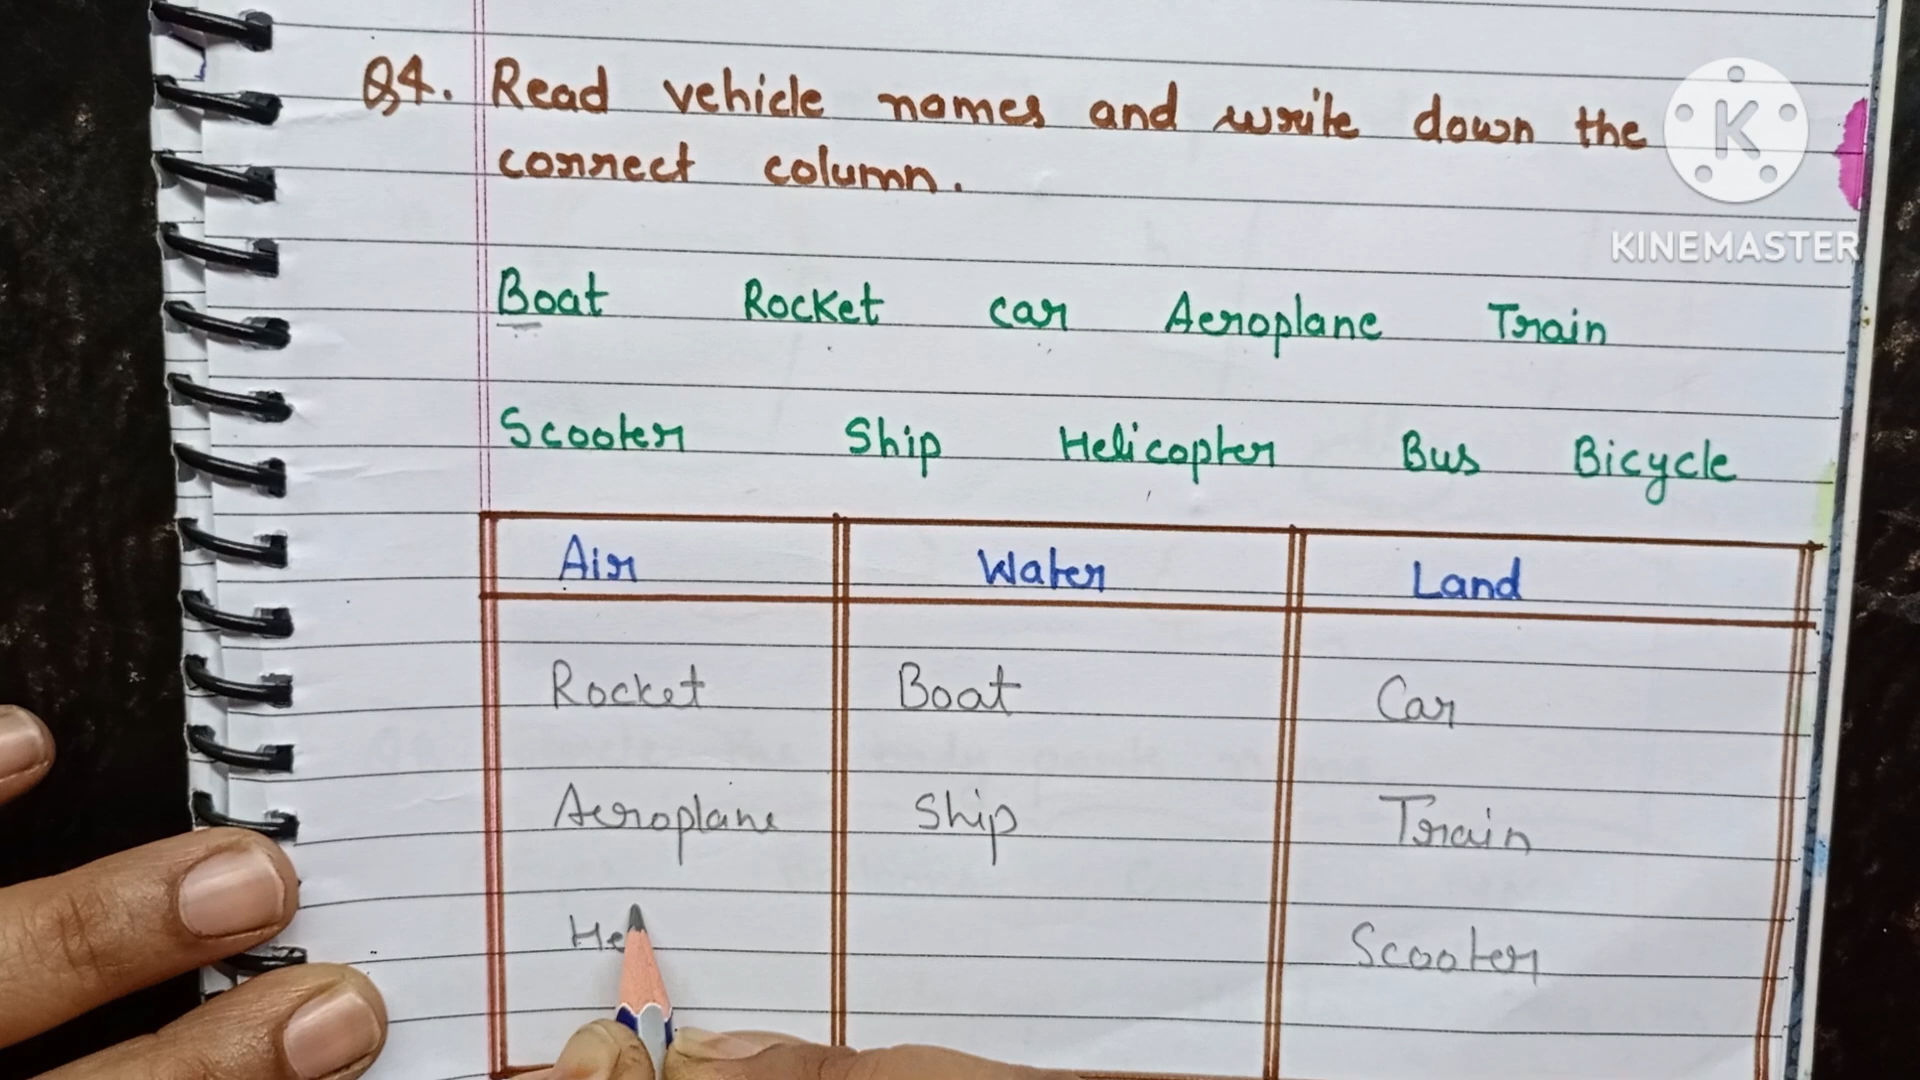 Q4. Read vehicle names and write down the
correct column.
K
KINEMASTER
Boat Rocket car Aeroplane Train
Scooter Ship Helicopter Bus Bicycle
Air Water Land
Rocket Boat Car
Aeroplane Ship Train
He Scooter